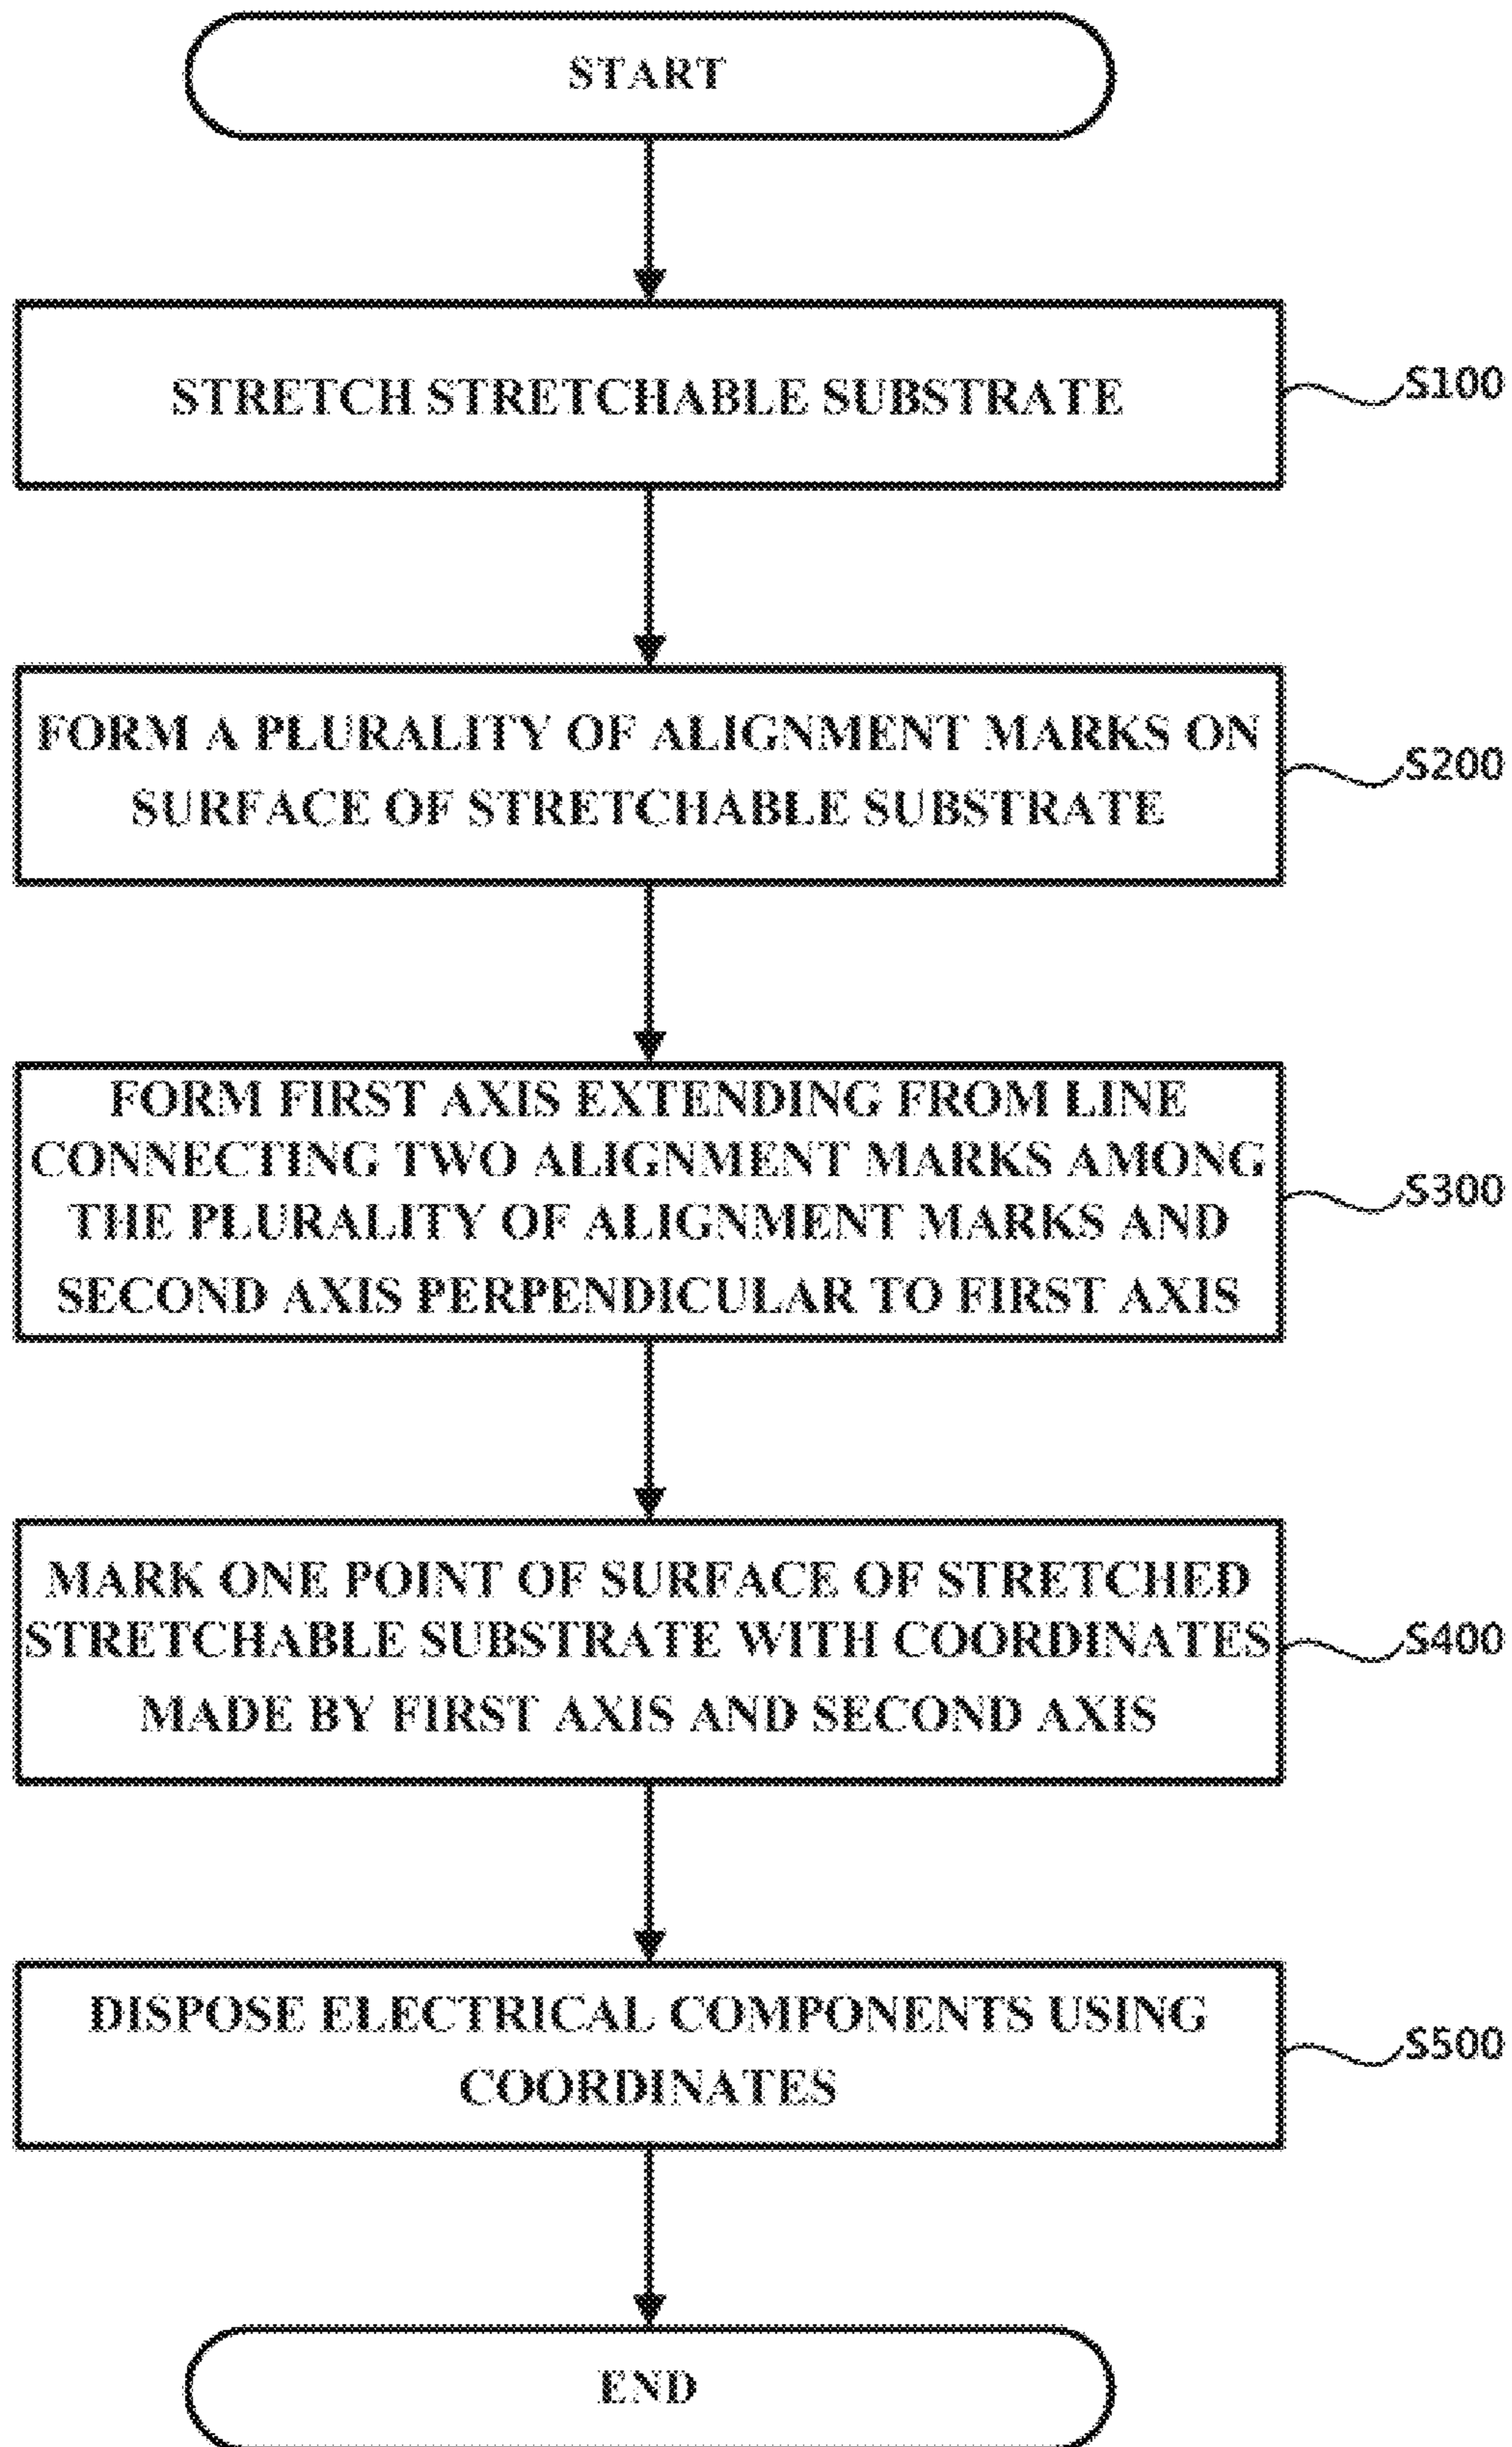 START
STRETCH STRETCHABLE SUBSTRATE
S100
FORM A PLURALITY OF ALIGNMENT MARKS ON
SURFACE OF STRETCHABLE SUBSTRATE
S200
FORM FIRST AXIS EXTENDING FROM LINE
CONNECTING TWO ALIGNMENT MARKS AMONG
THE PLURALITY OF ALIGNMENT MARKS AND
SECOND AXIS PERPENDICULAR TO FIRST AXIS
S300
MARK ONE POINT OF SURFACE OF STRETCHED
STRETCHABLE SUBSTRATE WITH COORDINATES
MADE BY FIRST AXIS AND SECOND AXIS
S400
DISPOSE ELECTRICAL COMPONENTS USING
COORDINATES
S500
END